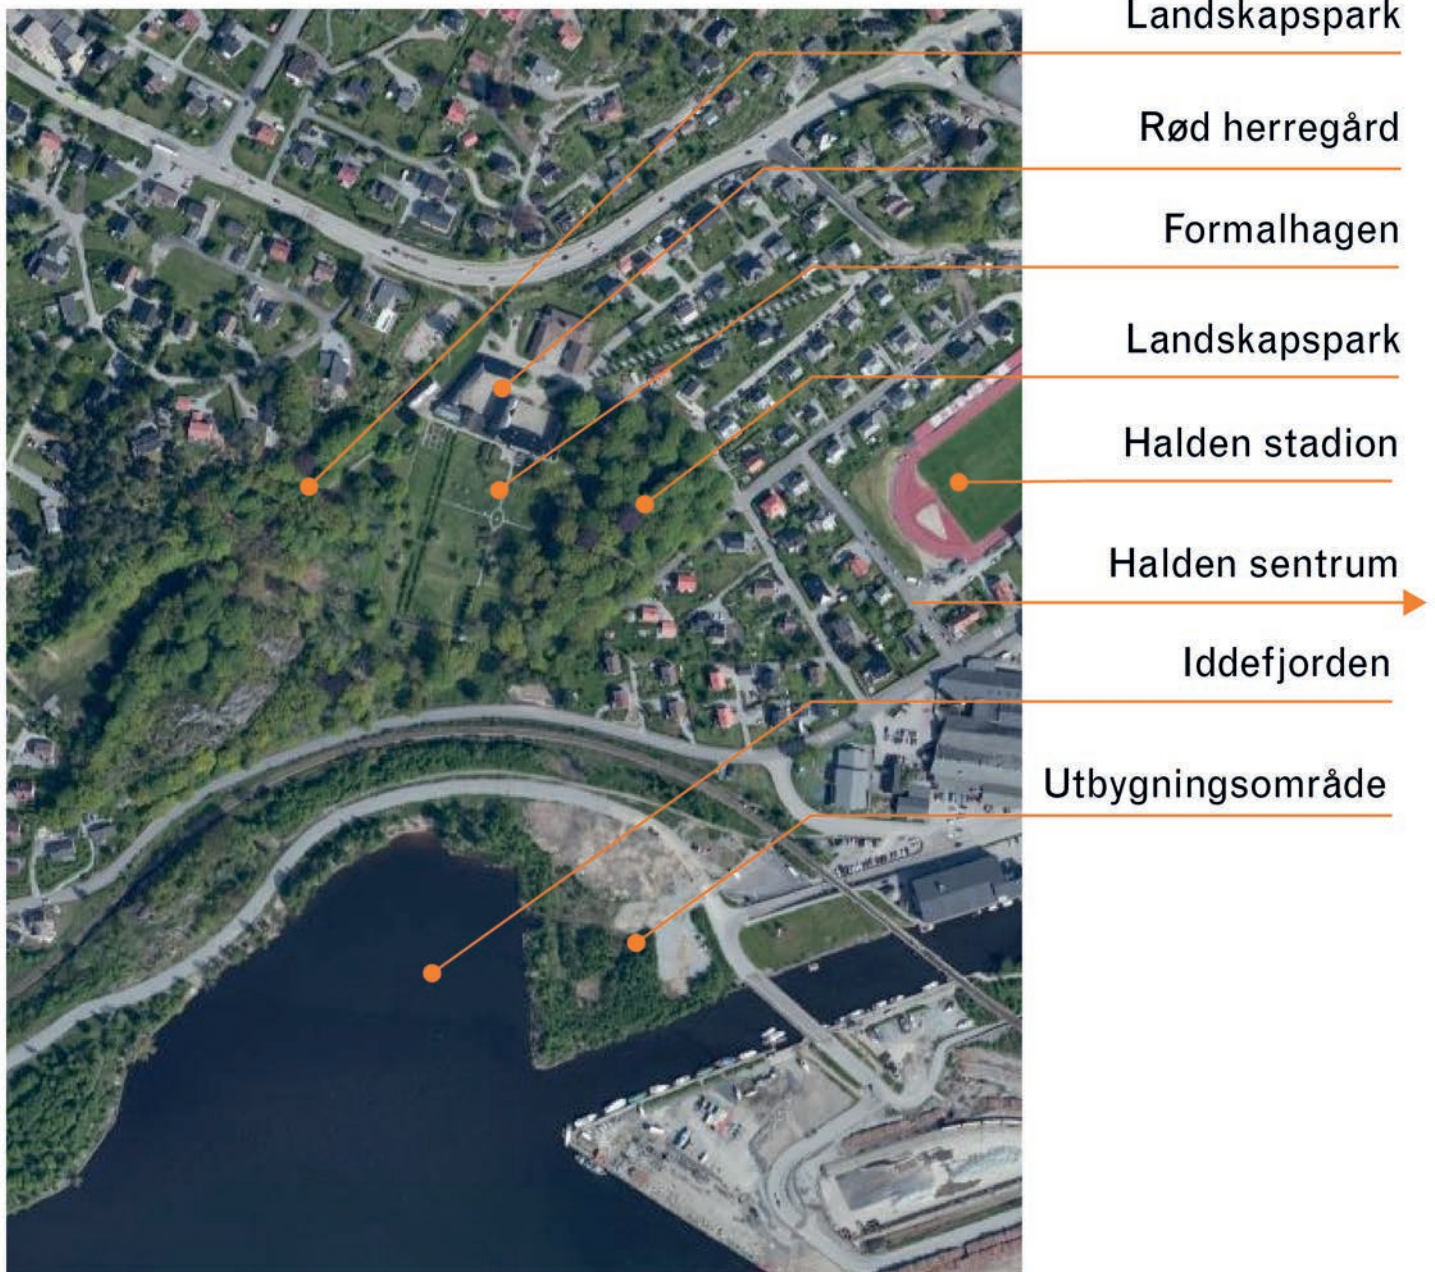 Landskapspark
Rød herregård
Formalhagen
Landskapspark
Halden stadion
Halden sentrum
Iddefjorden
Utbygningsområde